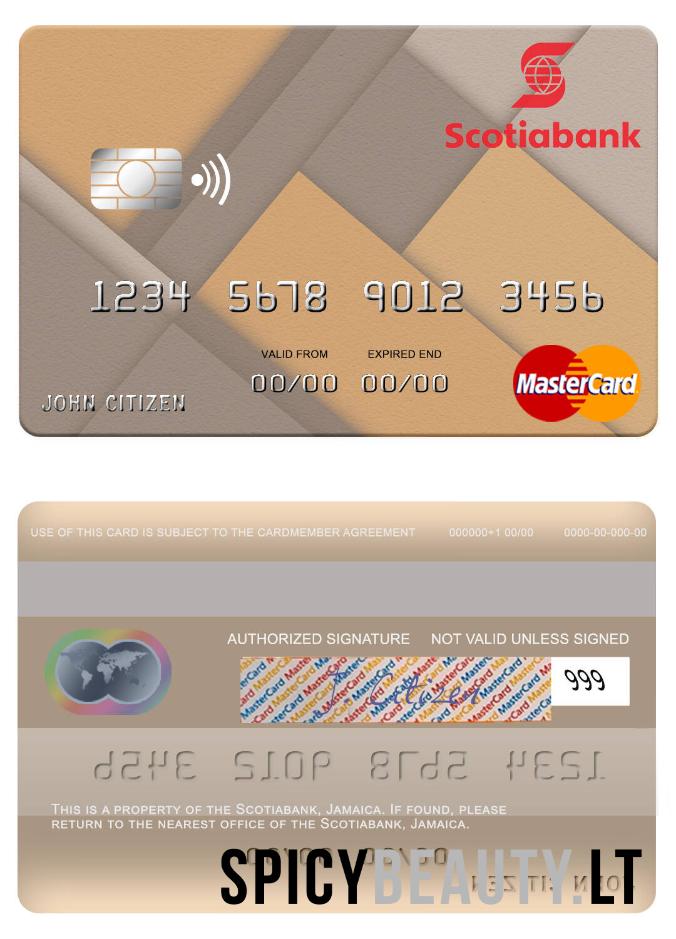 Scotiabank
1234 5678 9012 3456
VALID FROM EXPIRED END
00/00 00/00
JOHN CITIZEN
MasterCard
USE OF THIS CARD IS SUBJECT TO THE CARDMEMBER AGREEMENT 000000+1 00/00 0000-00-000-00
AUTHORIZED SIGNATURE NOT VALID UNLESS SIGNED
J. Citizen
999
THIS IS A PROPERTY OF THE SCOTIABANK, JAMAICA. IF FOUND, PLEASE
RETURN TO THE NEAREST OFFICE OF THE SCOTIABANK, JAMAICA.
SPICYBEAUTY.LT